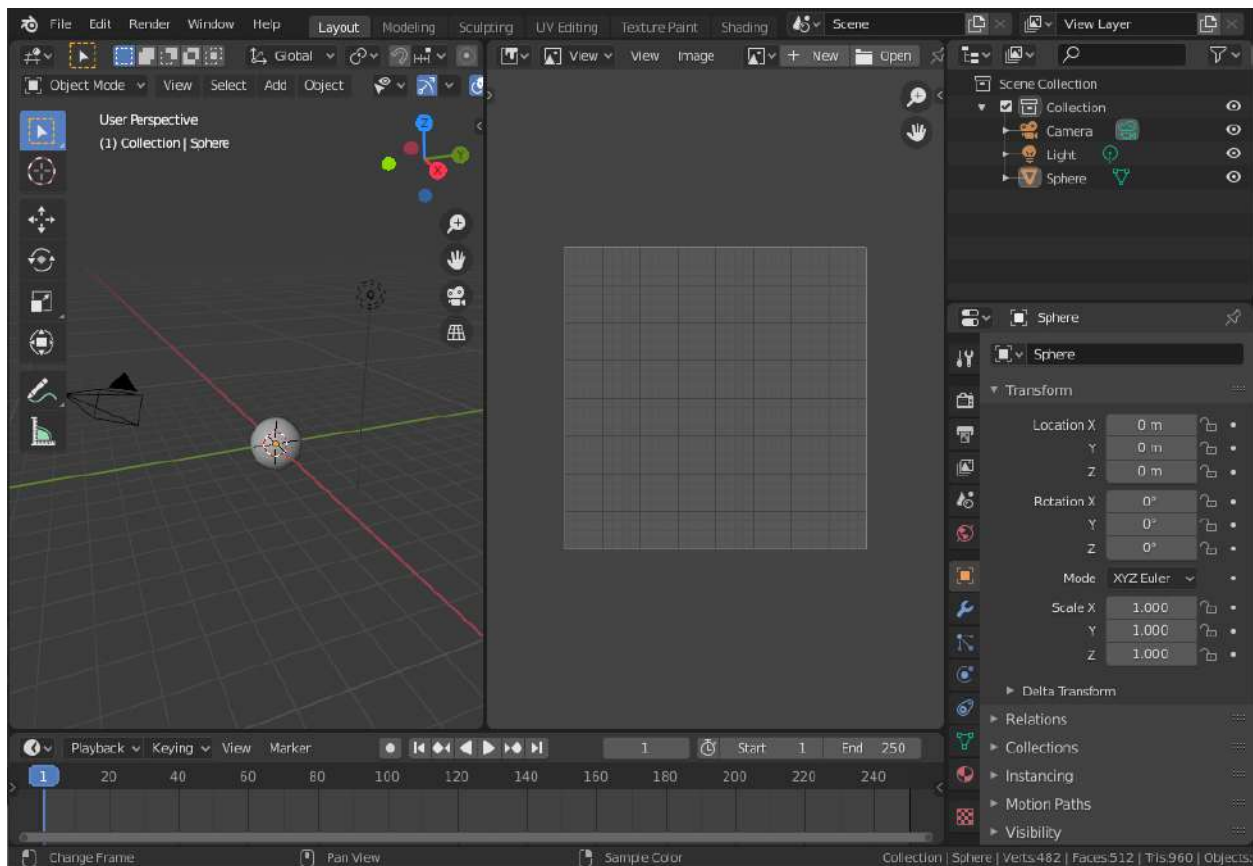 File Edit Render Window Help Layout Modeling Sculpting UV Editing Texture Paint Shading Scene View Layer
Global View View Image New Open
Object Mode View Select Add Object
User Perspective
(1) Collection | Sphere
Z
Y
X
Scene Collection
Collection
Camera
Light
Sphere
Sphere
Sphere
Transform
Location X 0 m
Y 0 m
Z 0 m
Rotation X 0°
Y 0°
Z 0°
Mode XYZ Euler
Scale X 1.000
Y 1.000
Z 1.000
Delta Transform
Relations
Collections
Instancing
Motion Paths
Visibility
Playback Keying View Marker 1 Start 1 End 250
1 20 40 60 80 100 120 140 160 180 200 220 240
Change Frame Pan View Sample Color Collection | Sphere | Verts:482 | Faces:512 | Tris:960 | Objects: